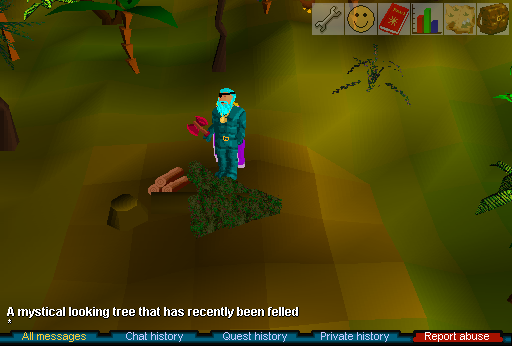 A mystical looking tree that has recently been felled
*
All messages
Chat history
Quest history
Private history
Report abuse